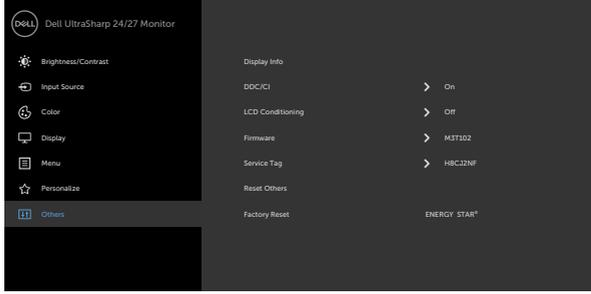 DELL Dell UltraSharp 24/27 Monitor
Brightness/Contrast
Input Source
Color
Display
Menu
Personalize
Others
Display Info
DDC/CI On
LCD Conditioning Off
Firmware M3T102
Service Tag H8CJ2NF
Reset Others
Factory Reset ENERGY STAR®